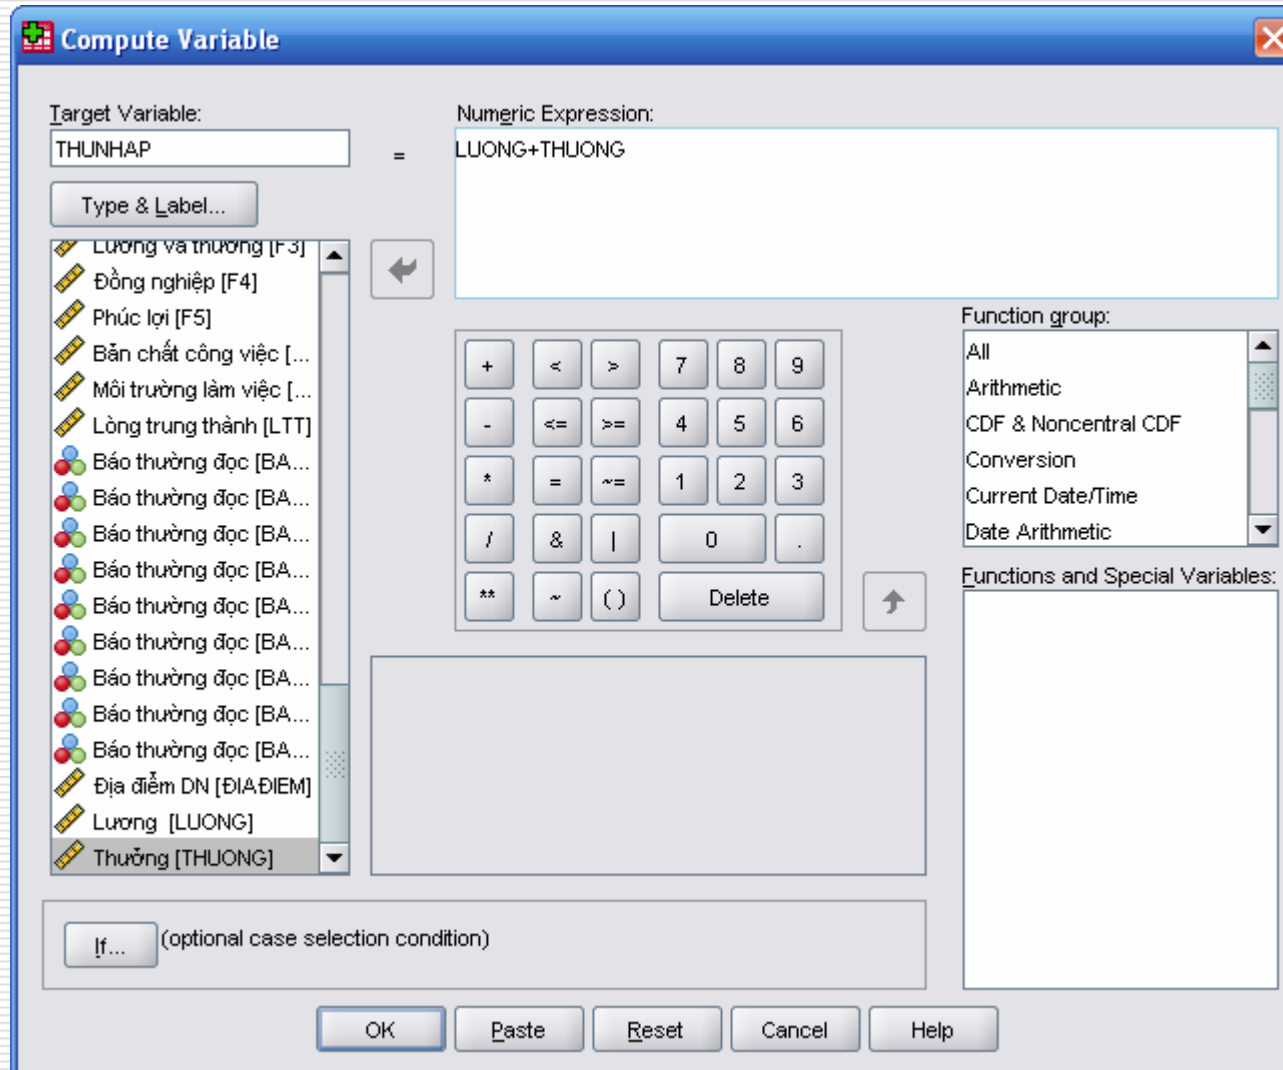 Compute Variable
Target Variable:
THUNHAP
=
Numeric Expression:
LUONG+THUONG
Type & Label...
Lương và thưởng [F3]
Đồng nghiệp [F4]
Phúc lợi [F5]
Bản chất công việc [...
Môi trường làm việc [...
Lòng trung thành [LTT]
Báo thường đọc [BA...
Báo thường đọc [BA...
Báo thường đọc [BA...
Báo thường đọc [BA...
Báo thường đọc [BA...
Báo thường đọc [BA...
Báo thường đọc [BA...
Báo thường đọc [BA...
Báo thường đọc [BA...
Địa điểm DN [ĐIAĐIEM]
Lương [LUONG]
Thưởng [THUONG]
+ < > 7 8 9
- <= >= 4 5 6
* = ~= 1 2 3
/ & | 0 .
** ~ ( ) Delete
Function group:
All
Arithmetic
CDF & Noncentral CDF
Conversion
Current Date/Time
Date Arithmetic
Functions and Special Variables:
If... (optional case selection condition)
OK Paste Reset Cancel Help